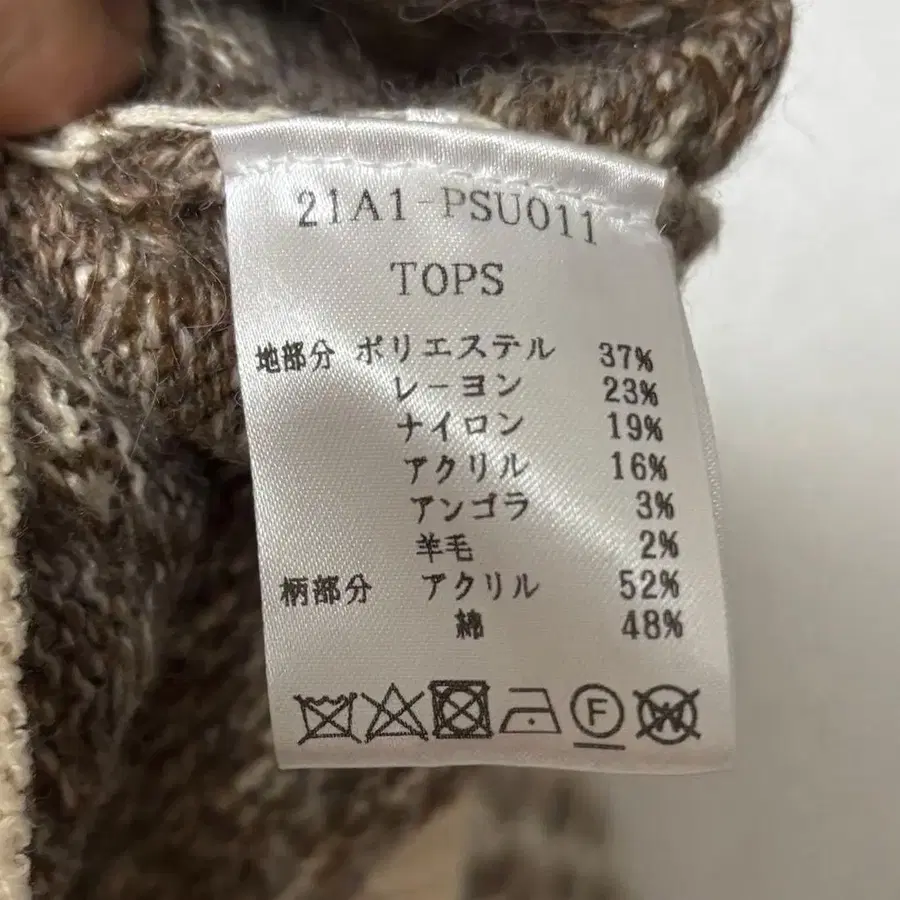 21A1-PSU011
TOPS
地部分 ポリエステル 37%
レーヨン 23%
ナイロン 19%
アクリル 16%
アンゴラ 3%
羊毛 2%
柄部分 アクリル 52%
綿 48%
F W